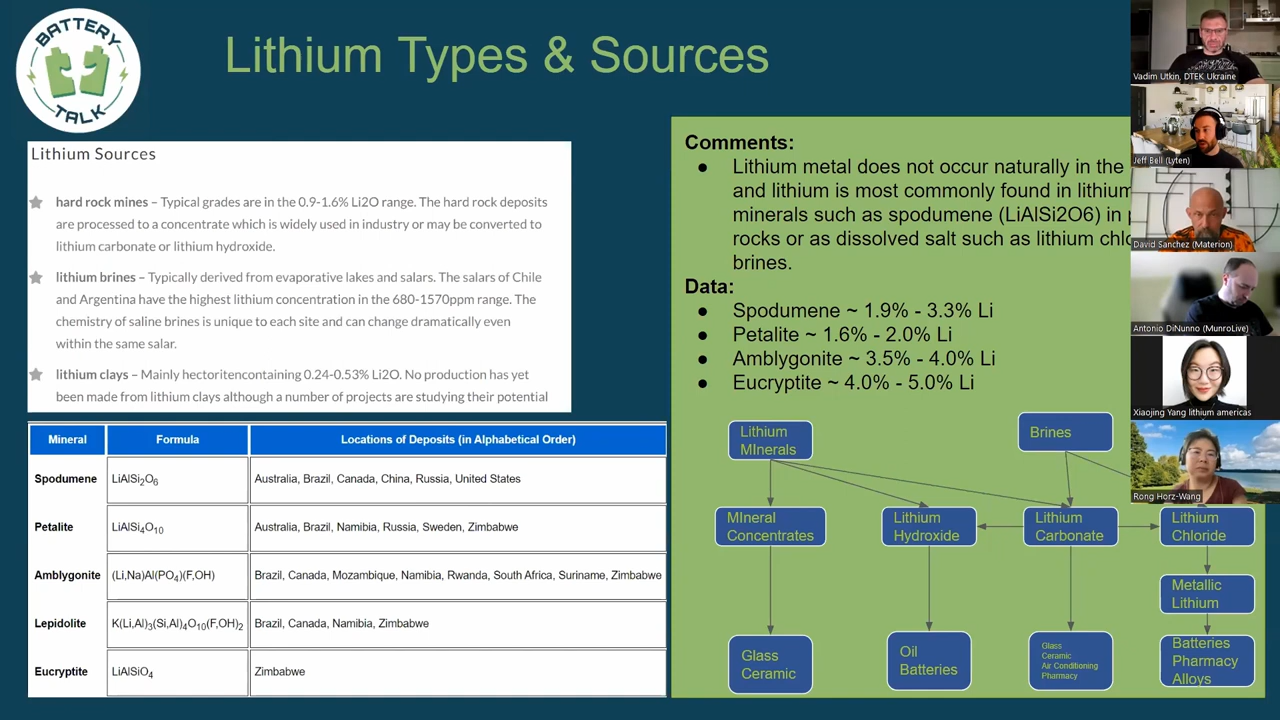 BATTERY
TALK
Lithium Types & Sources
Lithium Sources
hard rock mines – Typical grades are in the 0.9-1.6% Li2O range. The hard rock deposits
are processed to a concentrate which is widely used in industry or may be converted to
lithium carbonate or lithium hydroxide.
lithium brines – Typically derived from evaporative lakes and salars. The salars of Chile
and Argentina have the highest lithium concentration in the 680-1570ppm range. The
chemistry of saline brines is unique to each site and can change dramatically even
within the same salar.
lithium clays – Mainly hectoritencontaining 0.24-0.53% Li2O. No production has yet
been made from lithium clays although a number of projects are studying their potential
Mineral Formula Locations of Deposits (in Alphabetical Order)
Spodumene LiAlSi2O6 Australia, Brazil, Canada, China, Russia, United States
Petalite LiAlSi4O10 Australia, Brazil, Namibia, Russia, Sweden, Zimbabwe
Amblygonite (Li,Na)Al(PO4)(F,OH) Brazil, Canada, Mozambique, Namibia, Rwanda, South Africa, Suriname, Zimbabwe
Lepidolite K(Li,Al)3(Si,Al)4O10(F,OH)2 Brazil, Canada, Namibia, Zimbabwe
Eucryptite LiAlSiO4 Zimbabwe
Comments:
● Lithium metal does not occur naturally in the
and lithium is most commonly found in lithium
minerals such as spodumene (LiAlSi2O6) in
rocks or as dissolved salt such as lithium chlo
brines.
Data:
● Spodumene ~ 1.9% - 3.3% Li
● Petalite ~ 1.6% - 2.0% Li
● Amblygonite ~ 3.5% - 4.0% Li
● Eucryptite ~ 4.0% - 5.0% Li
Lithium
MInerals
Brines
MIneral
Concentrates
Lithium
Hydroxide
Lithium
Carbonate
Lithium
Chloride
Metallic
Lithium
Glass
Ceramic
Oil
Batteries
Glass
Ceramic
Air Conditioning
Pharmacy
Batteries
Pharmacy
Alloys
Vadim Utkin, DTEK Ukraine
Jeff Bell (Lyten)
David Sanchez (Materion)
Antonio DiNunno (MunroLive)
Xiaojing Yang lithium americas
Rong Horz-Wang